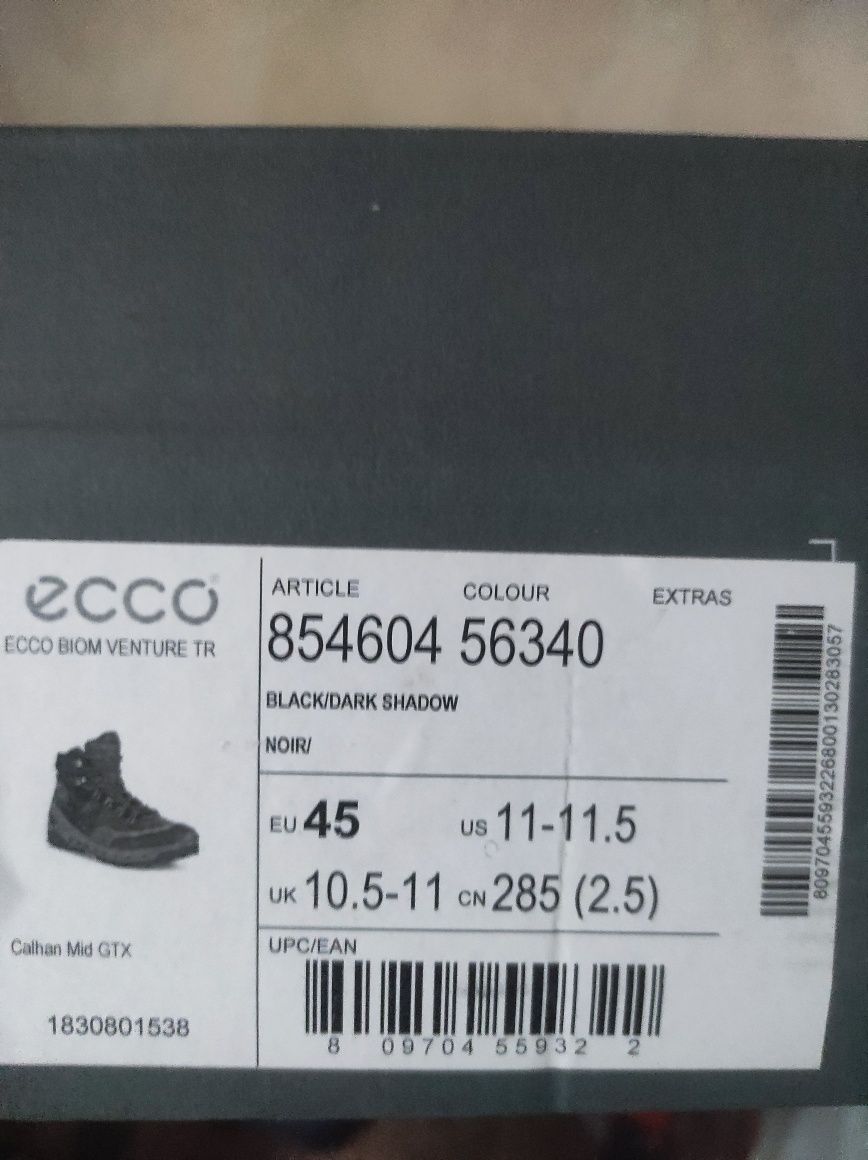 ecco
ECCO BIOM VENTURE TR
Calhan Mid GTX
1830801538
ARTICLE COLOUR EXTRAS
854604 56340
BLACK/DARK SHADOW
NOIR/
EU 45 US 11-11.5
UK 10.5-11 CN 285 (2.5)
UPC/EAN
8 09704 55932 2
8097045593226800130283057